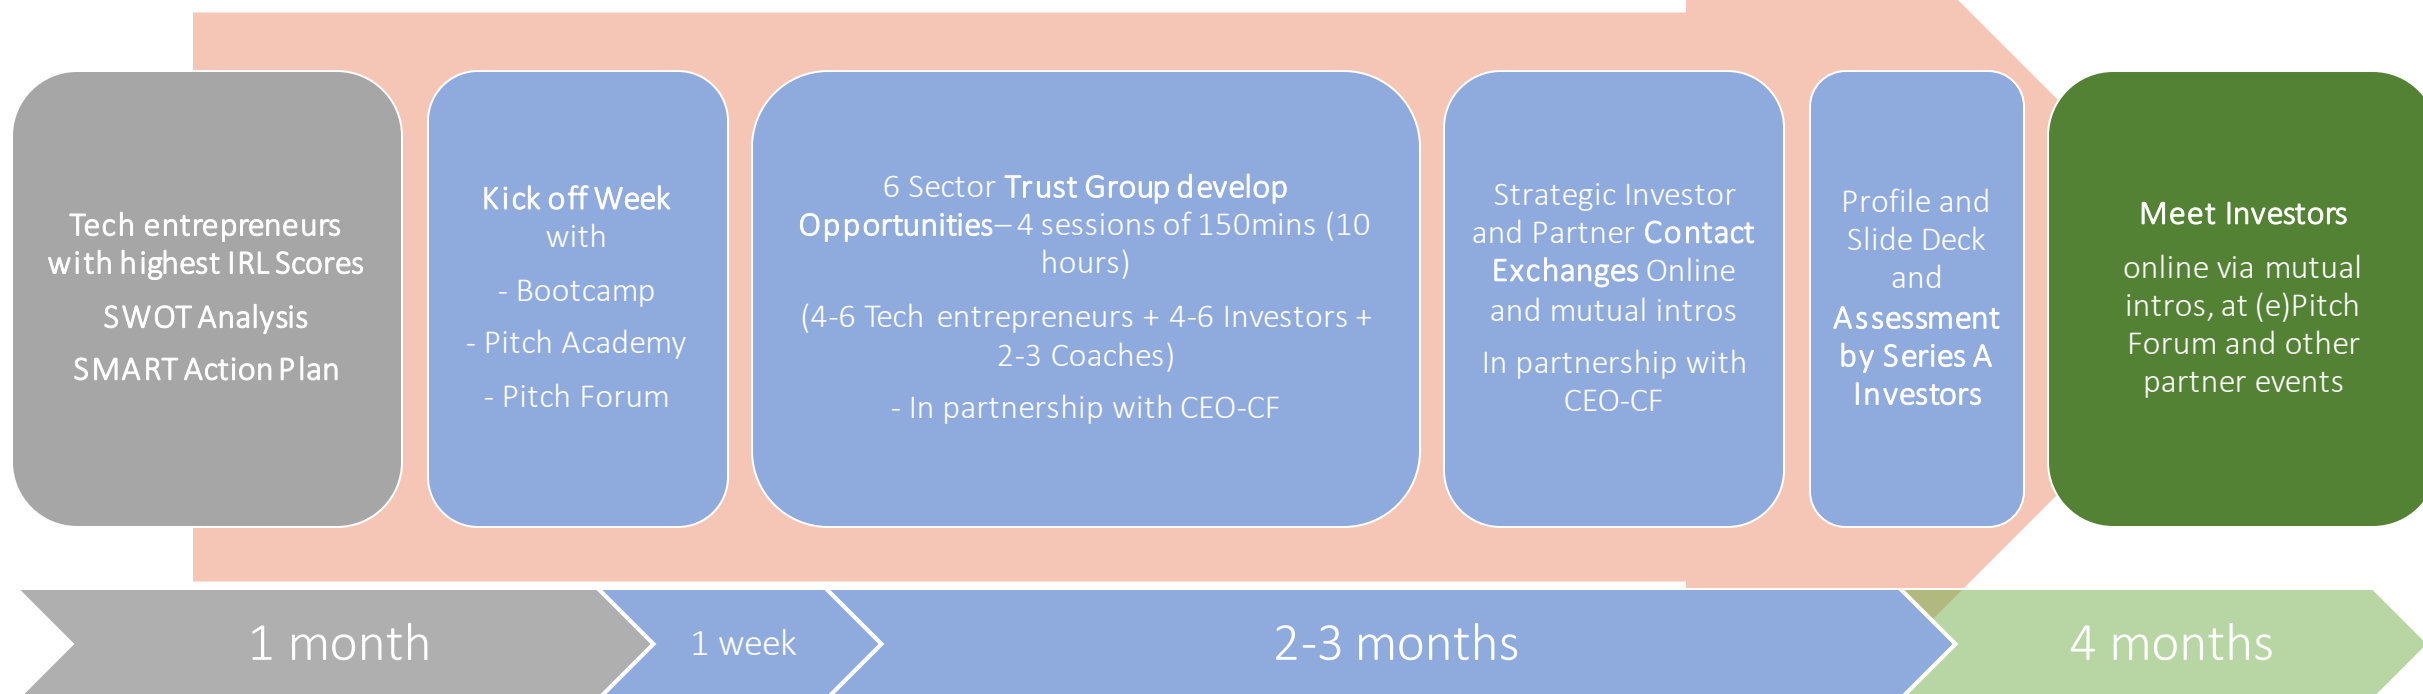 Tech entrepreneurs
with highest IRL Scores
SWOT Analysis
SMART Action Plan
Kick off Week
with
- Bootcamp
- Pitch Academy
- Pitch Forum
6 Sector Trust Group develop
Opportunities– 4 sessions of 150mins (10
hours)
(4-6 Tech entrepreneurs + 4-6 Investors +
2-3 Coaches)
- In partnership with CEO-CF
Strategic Investor
and Partner Contact
Exchanges Online
and mutual intros
In partnership with
CEO-CF
Profile and
Slide Deck
and
Assessment
by Series A
Investors
Meet Investors
online via mutual
intros, at (e)Pitch
Forum and other
partner events
1 month
1 week
2-3 months
4 months